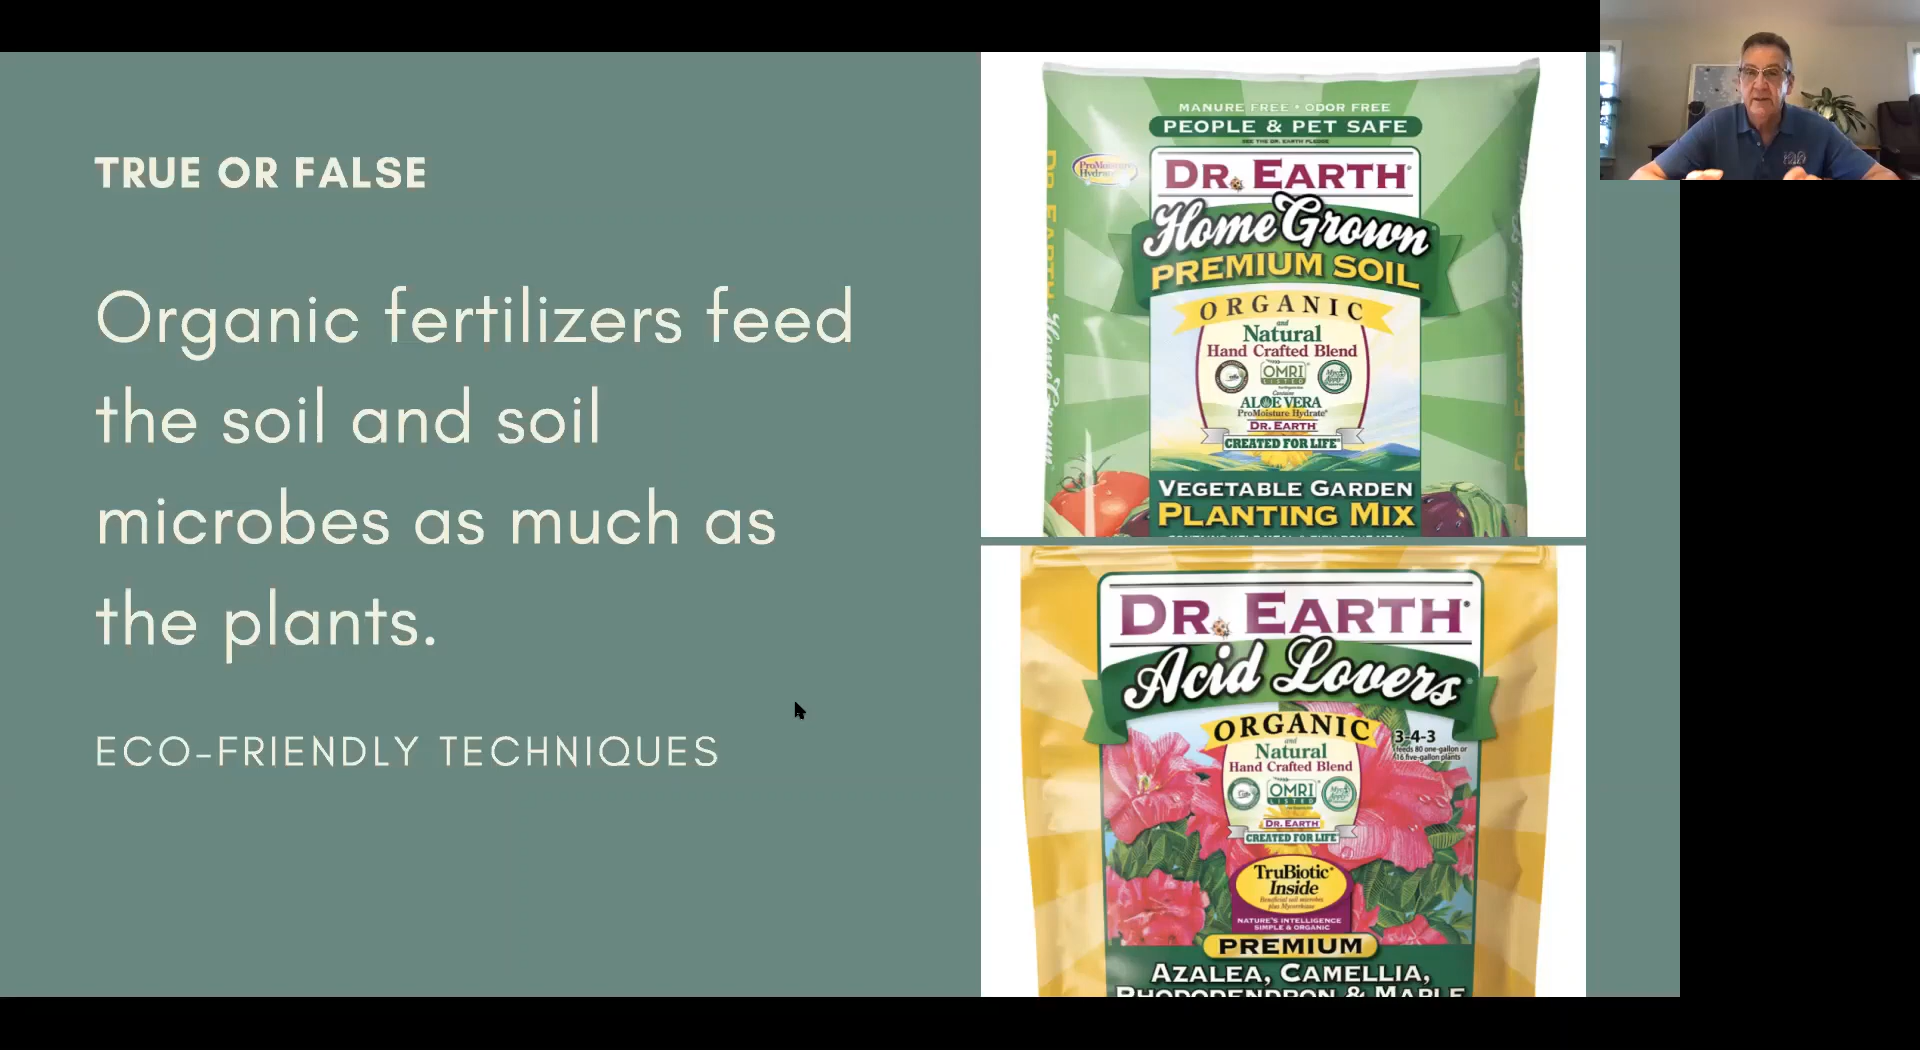 TRUE OR FALSE
Organic fertilizers feed
the soil and soil
microbes as much as
the plants.
ECO-FRIENDLY TECHNIQUES
MANURE FREE • ODOR FREE
PEOPLE & PET SAFE
SEE THE DR. EARTH PLEDGE
ProMoisture
Hydrate
DR. EARTH
Home Grown
PREMIUM SOIL
ORGANIC
and
Natural
Hand Crafted Blend
OMRI
LISTED
Contains
ALOE VERA
ProMoisture Hydrate
DR. EARTH
CREATED FOR LIFE
VEGETABLE GARDEN
PLANTING MIX
DR. EARTH
Home Grown
DR. EARTH
DR. EARTH
Acid Lovers
ORGANIC
and
Natural
Hand Crafted Blend
3-4-3
feeds 80 one-gallon or
16 five-gallon plants
OMRI
LISTED
DR. EARTH
CREATED FOR LIFE
TruBiotic
Inside
Beneficial soil microbes
plus Mycorrhizae
NATURE'S INTELLIGENCE
SIMPLE & ORGANIC
PREMIUM
AZALEA, CAMELLIA,
RHODODENDRON & MAPLE